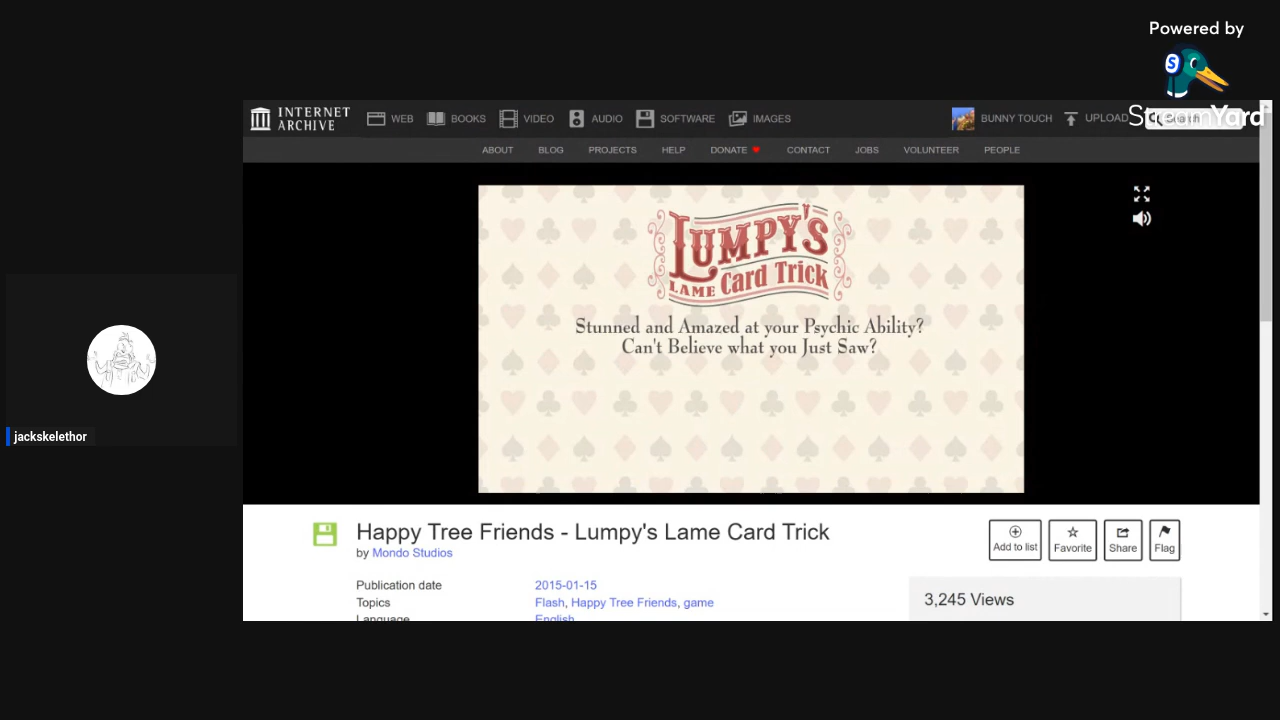 Powered by
StreamYard
INTERNET ARCHIVE
WEB BOOKS VIDEO AUDIO SOFTWARE IMAGES BUNNY TOUCH UPLOAD
ABOUT BLOG PROJECTS HELP DONATE CONTACT JOBS VOLUNTEER PEOPLE
LUMPY'S
LAME Card Trick
Stunned and Amazed at your Psychic Ability?
Can't Believe what you Just Saw?
jackskelethor
Happy Tree Friends - Lumpy's Lame Card Trick
by Mondo Studios
Add to list Favorite Share Flag
Publication date 2015-01-15
Topics Flash, Happy Tree Friends, game
Language English
3,245 Views